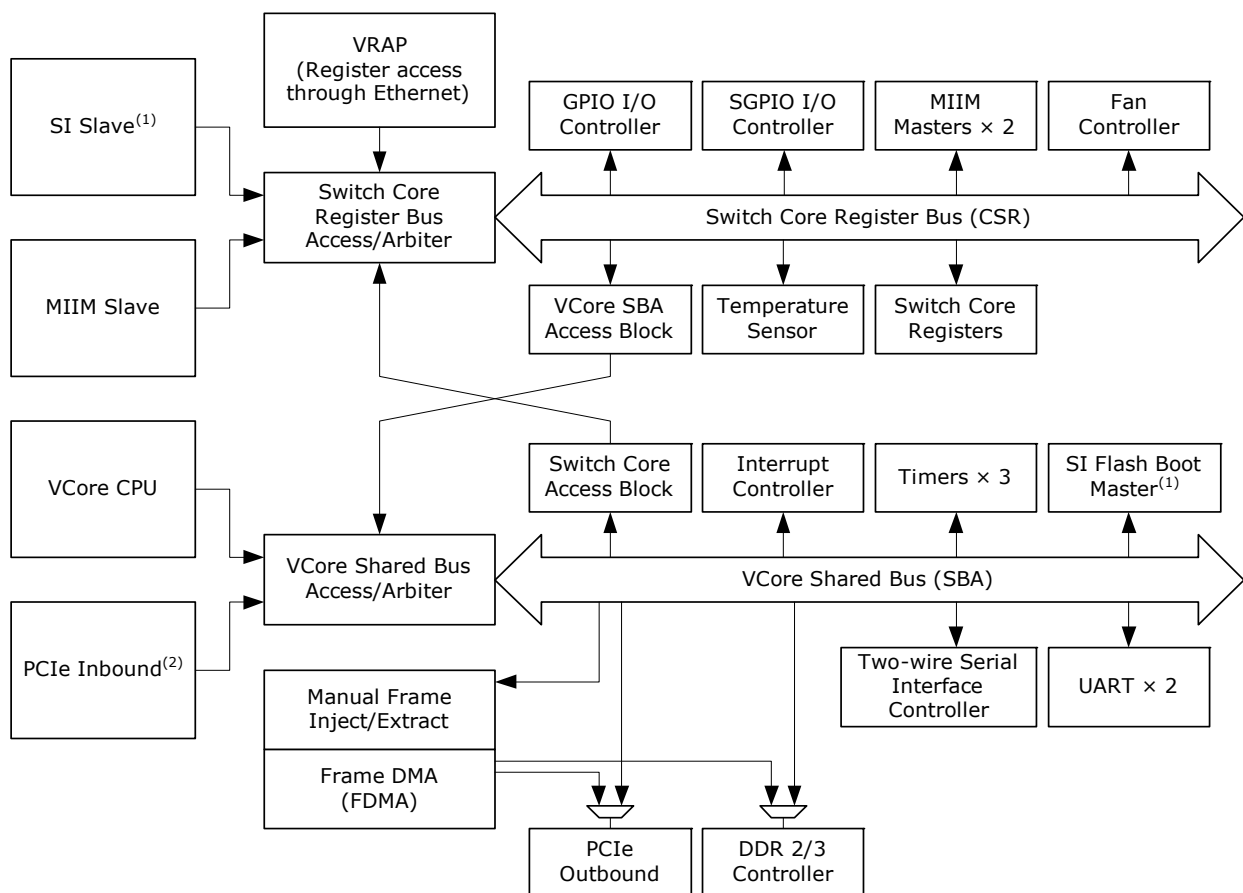 VRAP
(Register access
through Ethernet)
SI Slave(1)
GPIO I/O
Controller
SGPIO I/O
Controller
MIIM
Masters × 2
Fan
Controller
Switch Core
Register Bus
Access/Arbiter
Switch Core Register Bus (CSR)
MIIM Slave
VCore SBA
Access Block
Temperature
Sensor
Switch Core
Registers
VCore CPU
Switch Core
Access Block
Interrupt
Controller
Timers × 3
SI Flash Boot
Master(1)
VCore Shared Bus
Access/Arbiter
VCore Shared Bus (SBA)
PCIe Inbound(2)
Manual Frame
Inject/Extract
Two-wire Serial
Interface
Controller
UART × 2
Frame DMA
(FDMA)
PCIe
Outbound
DDR 2/3
Controller